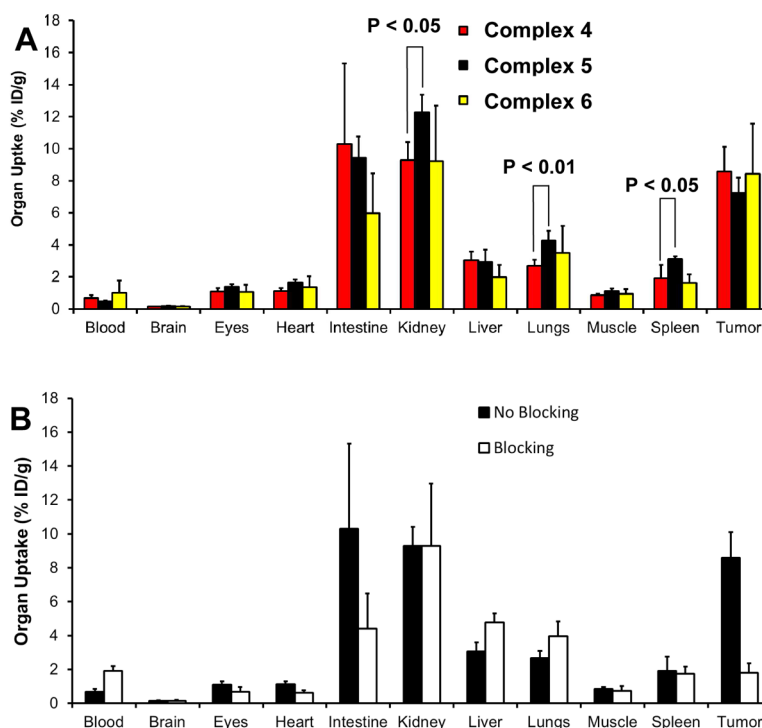 A
Organ Uptke (% ID/g)
18
16
14
12
10
8
6
4
2
0
P < 0.05
P < 0.01
P < 0.05
Complex 4
Complex 5
Complex 6
Blood Brain Eyes Heart Intestine Kidney Liver Lungs Muscle Spleen Tumor
B
Organ Uptake (% ID/g)
18
16
14
12
10
8
6
4
2
0
No Blocking
Blocking
Blood Brain Eyes Heart Intestine Kidney Liver Lungs Muscle Spleen Tumor